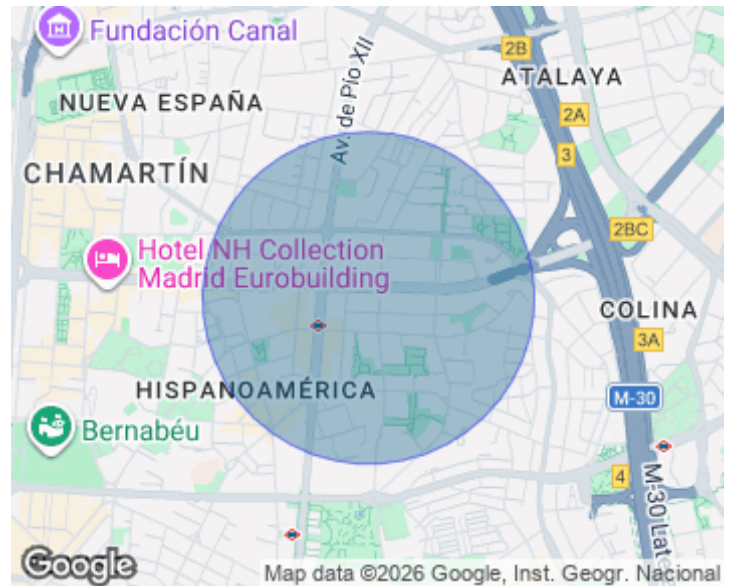 Fundación Canal
Av. de Pío XII
2B
ATALAYA
NUEVA ESPAÑA
2A
3
CHAMARTÍN
2BC
Hotel NH Collection
Madrid Eurobuilding
COLINA
3A
HISPANOAMÉRICA
M-30
Bernabéu
4
M-30 Late
Google
Map data ©2026 Google, Inst. Geogr. Nacional